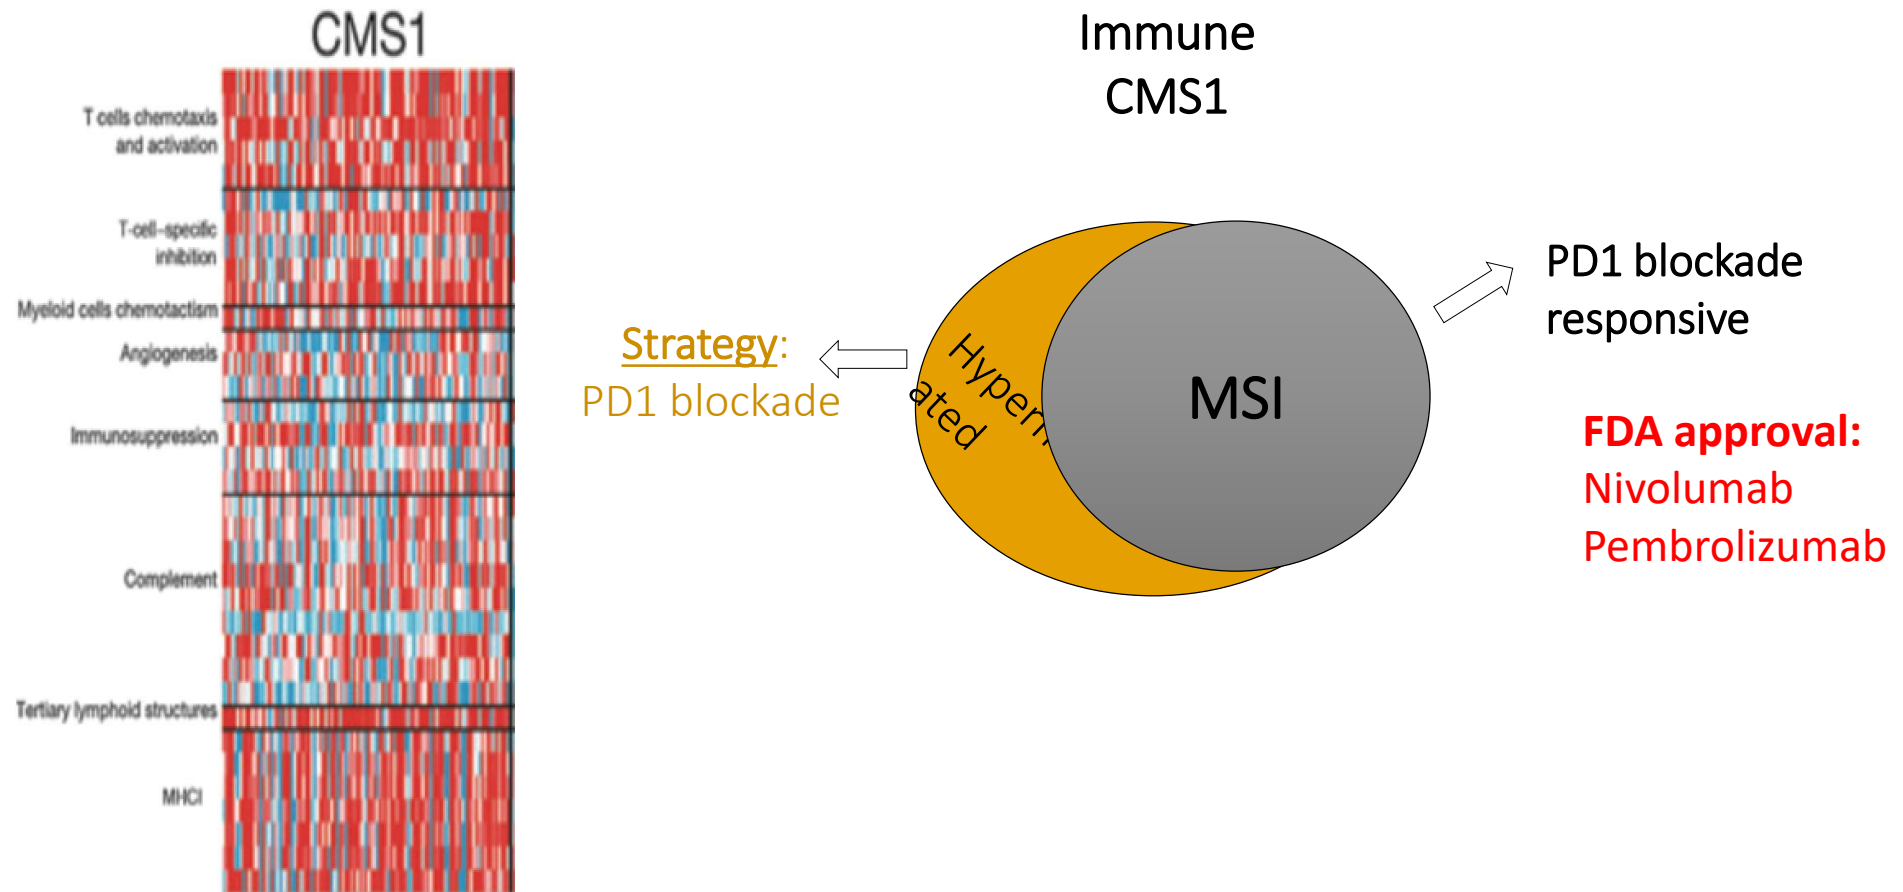 CMS1
T cells chemotaxis
and activation
T-cell-specific
inhibition
Myeloid cells chemotactism
Angiogenesis
Immunosuppression
Complement
Tertiary lymphoid structures
MHCI
Immune
CMS1
Strategy:
PD1 blockade
ated
MSI
PD1 blockade
responsive
FDA approval:
Nivolumab
Pembrolizumab